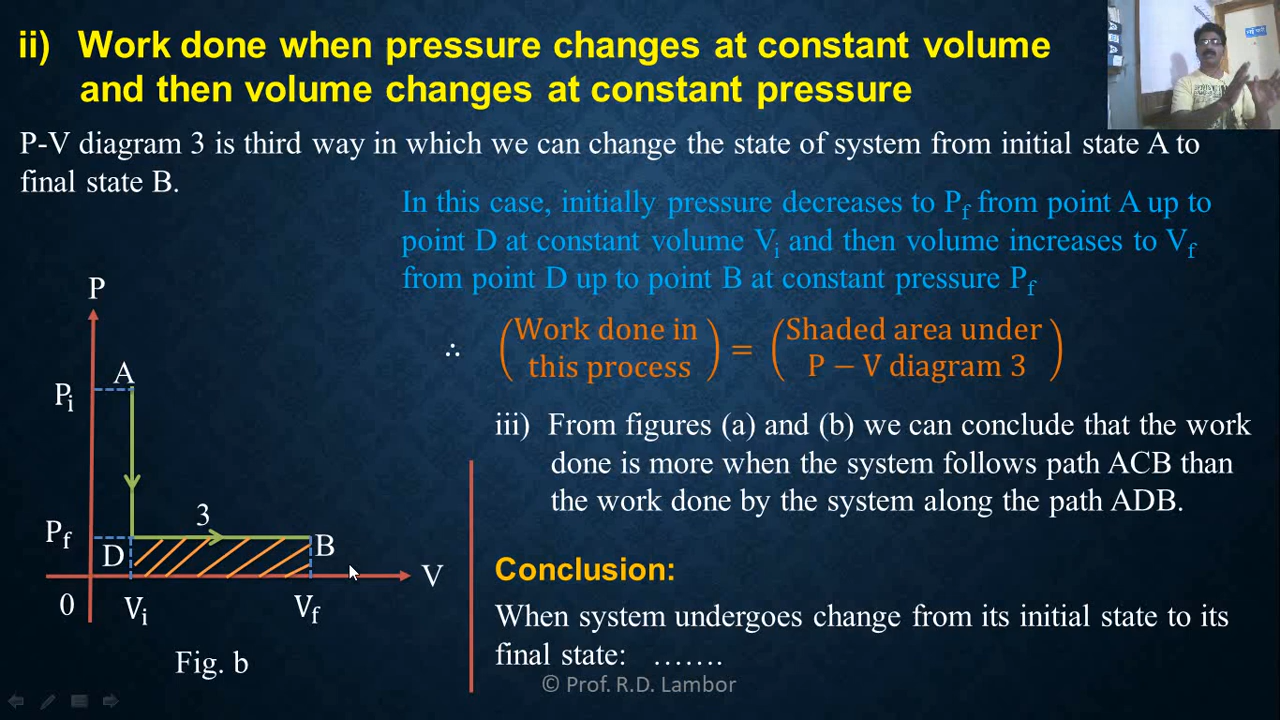 ii) Work done when pressure changes at constant volume
and then volume changes at constant pressure
P-V diagram 3 is third way in which we can change the state of system from initial state A to
final state B.
In this case, initially pressure decreases to Pf from point A up to
point D at constant volume Vi and then volume increases to Vf
from point D up to point B at constant pressure Pf
∴ (Work done in this process) = (Shaded area under P − V diagram 3)
iii) From figures (a) and (b) we can conclude that the work
done is more when the system follows path ACB than
the work done by the system along the path ADB.
Conclusion:
When system undergoes change from its initial state to its
final state: …….
P
A
Pi
3
Pf
D
B
V
0
Vi
Vf
Fig. b
© Prof. R.D. Lambor